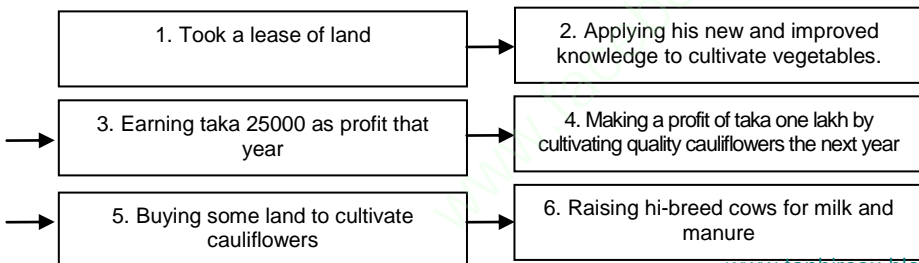 1. Took a lease of land
2. Applying his new and improved
knowledge to cultivate vegetables.
3. Earning taka 25000 as profit that
year
4. Making a profit of taka one lakh by
cultivating quality cauliflowers the next year
5. Buying some land to cultivate
cauliflowers
6. Raising hi-breed cows for milk and
manure